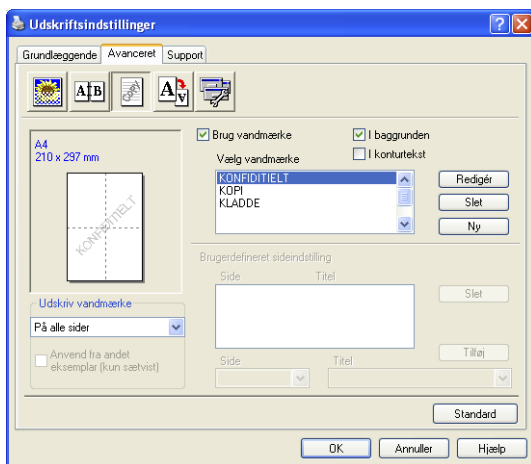 Udskriftsindstillinger
Grundlæggende Avanceret Support
A B
COPY
A
A
A4
210 x 297 mm
KONFIDITIELT
Udskriv vandmærke
På alle sider
Anvend fra andet
eksemplar (kun sætvist)
Brug vandmærke
I baggrunden
I konturtekst
Vælg vandmærke
KONFIDITIELT
KOPI
KLADDE
Redigér
Slet
Ny
Brugerdefineret sideindstilling
Side Titel
Slet
Tilføj
Side Titel
Standard
OK Annuller Hjælp